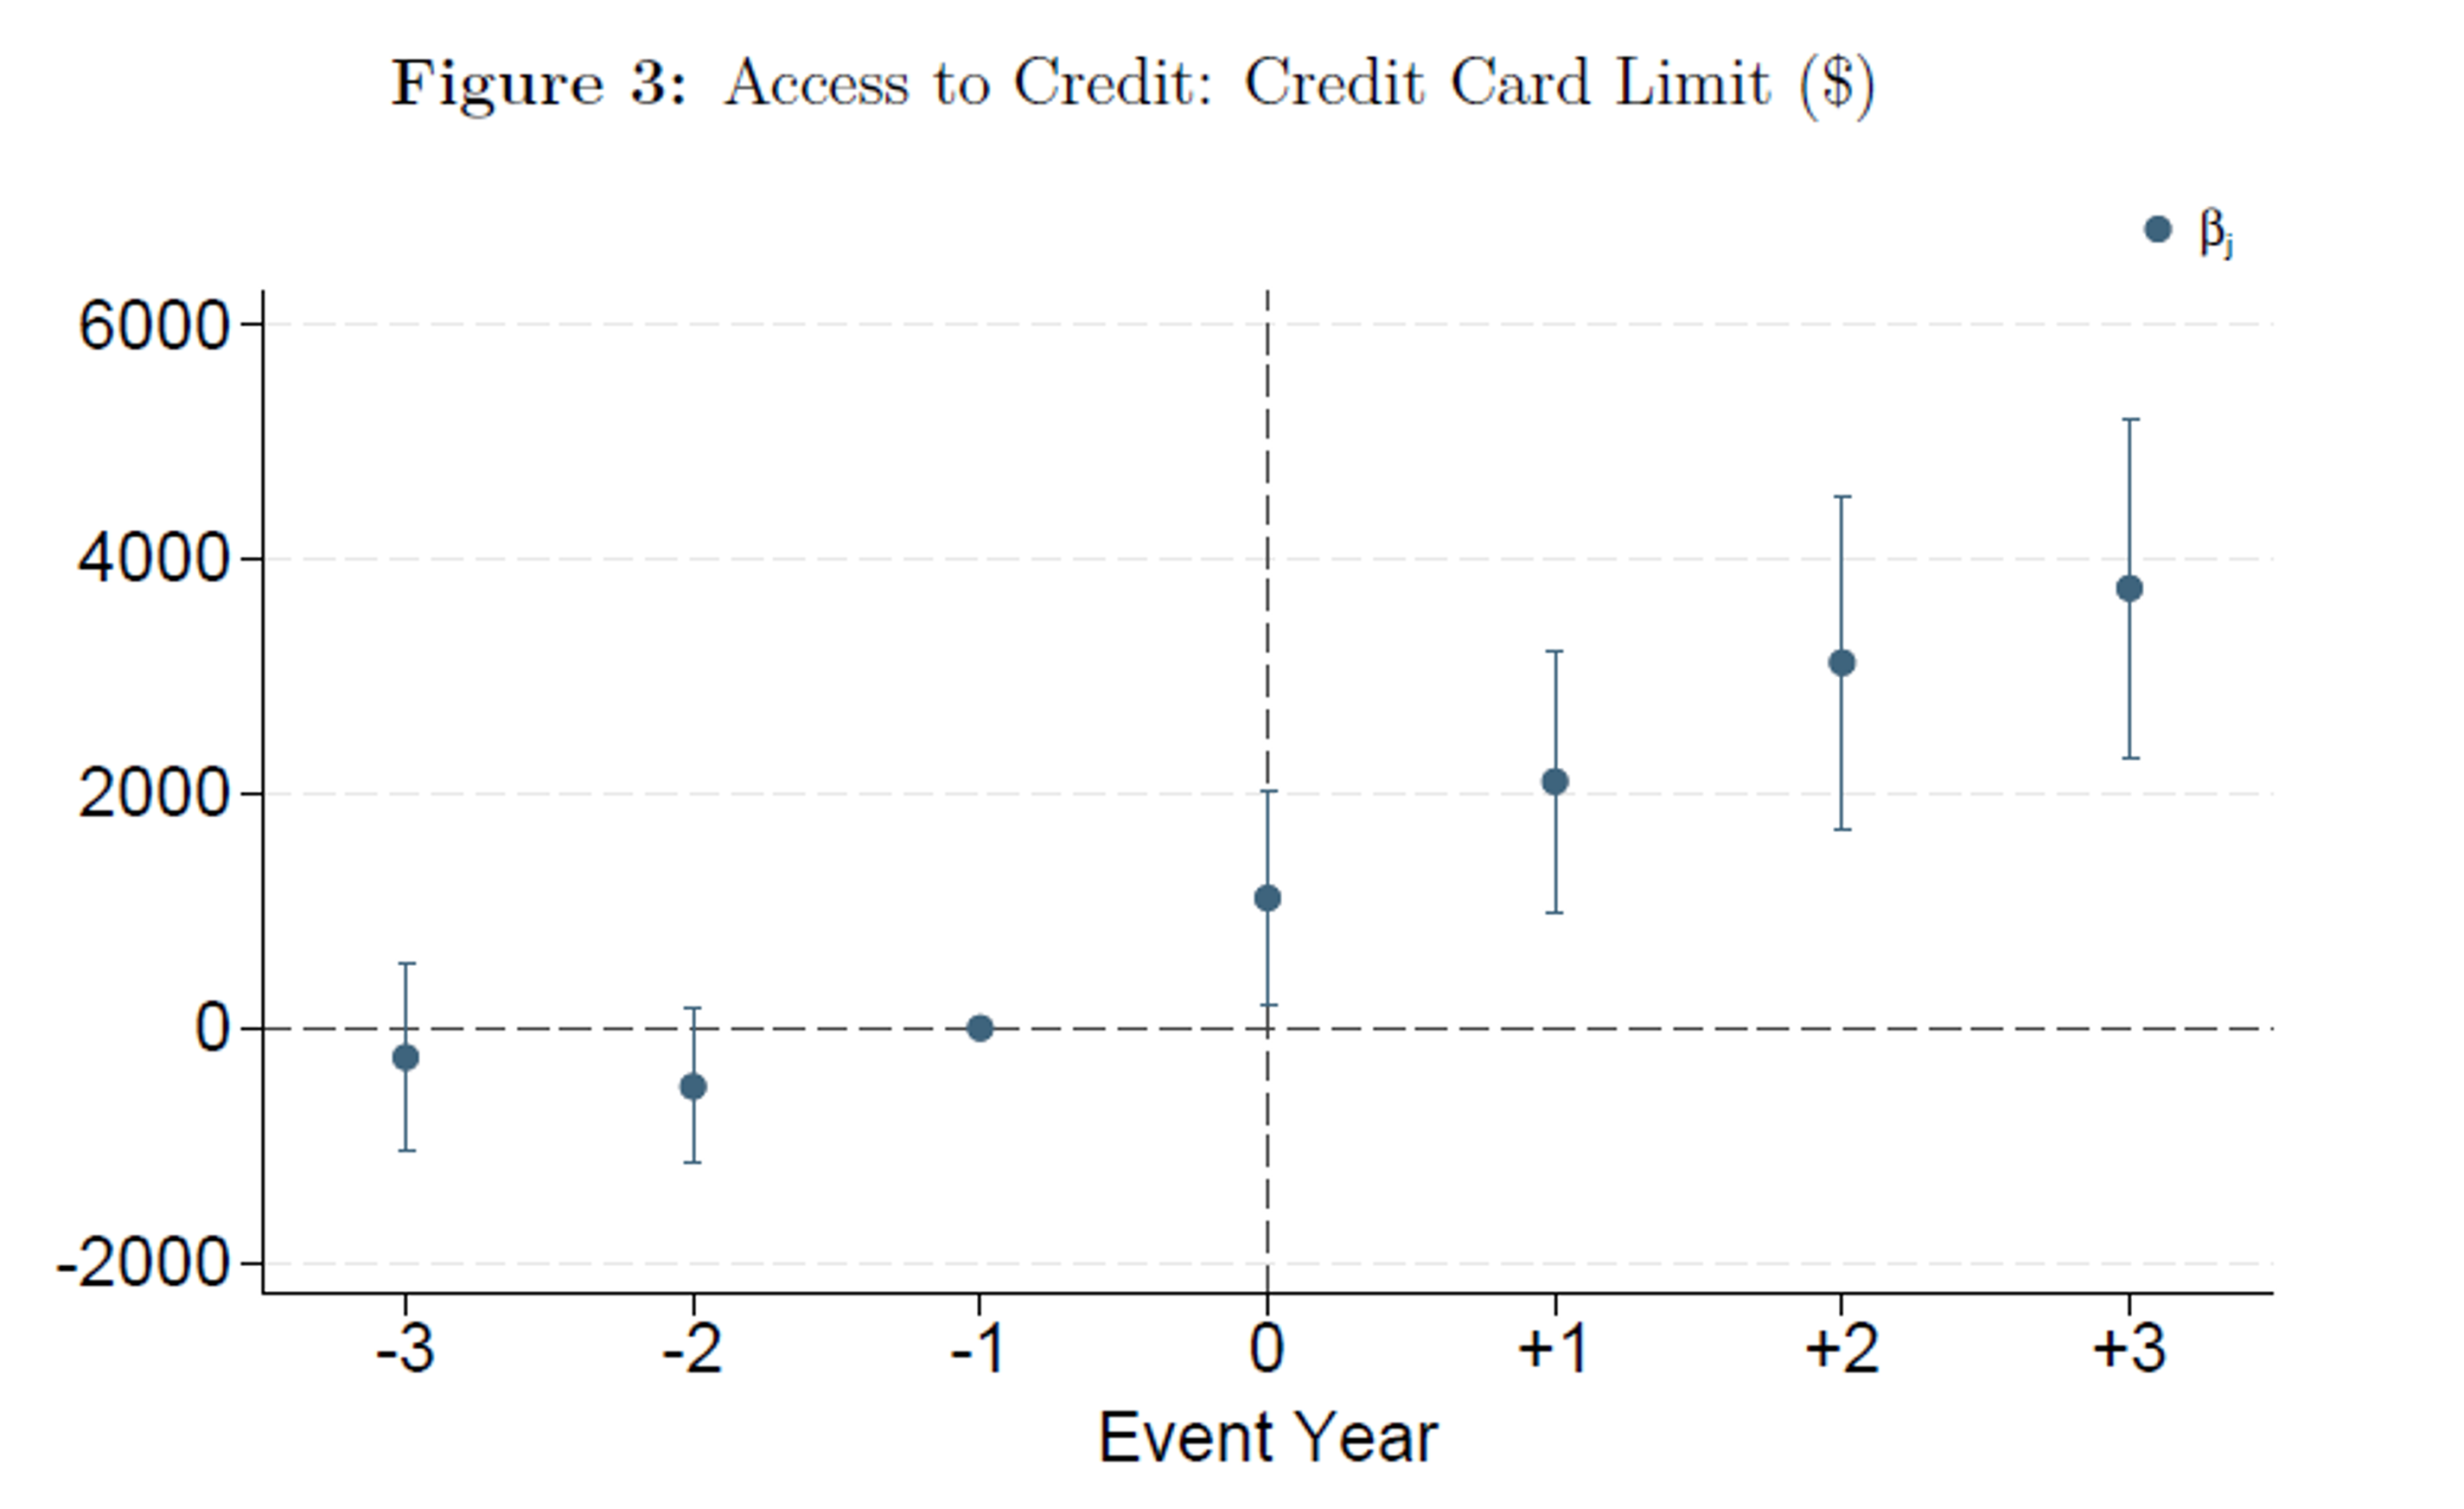 Figure 3: Access to Credit: Credit Card Limit ($)
βj
6000
4000
2000
0
-2000
-3 -2 -1 0 +1 +2 +3
Event Year